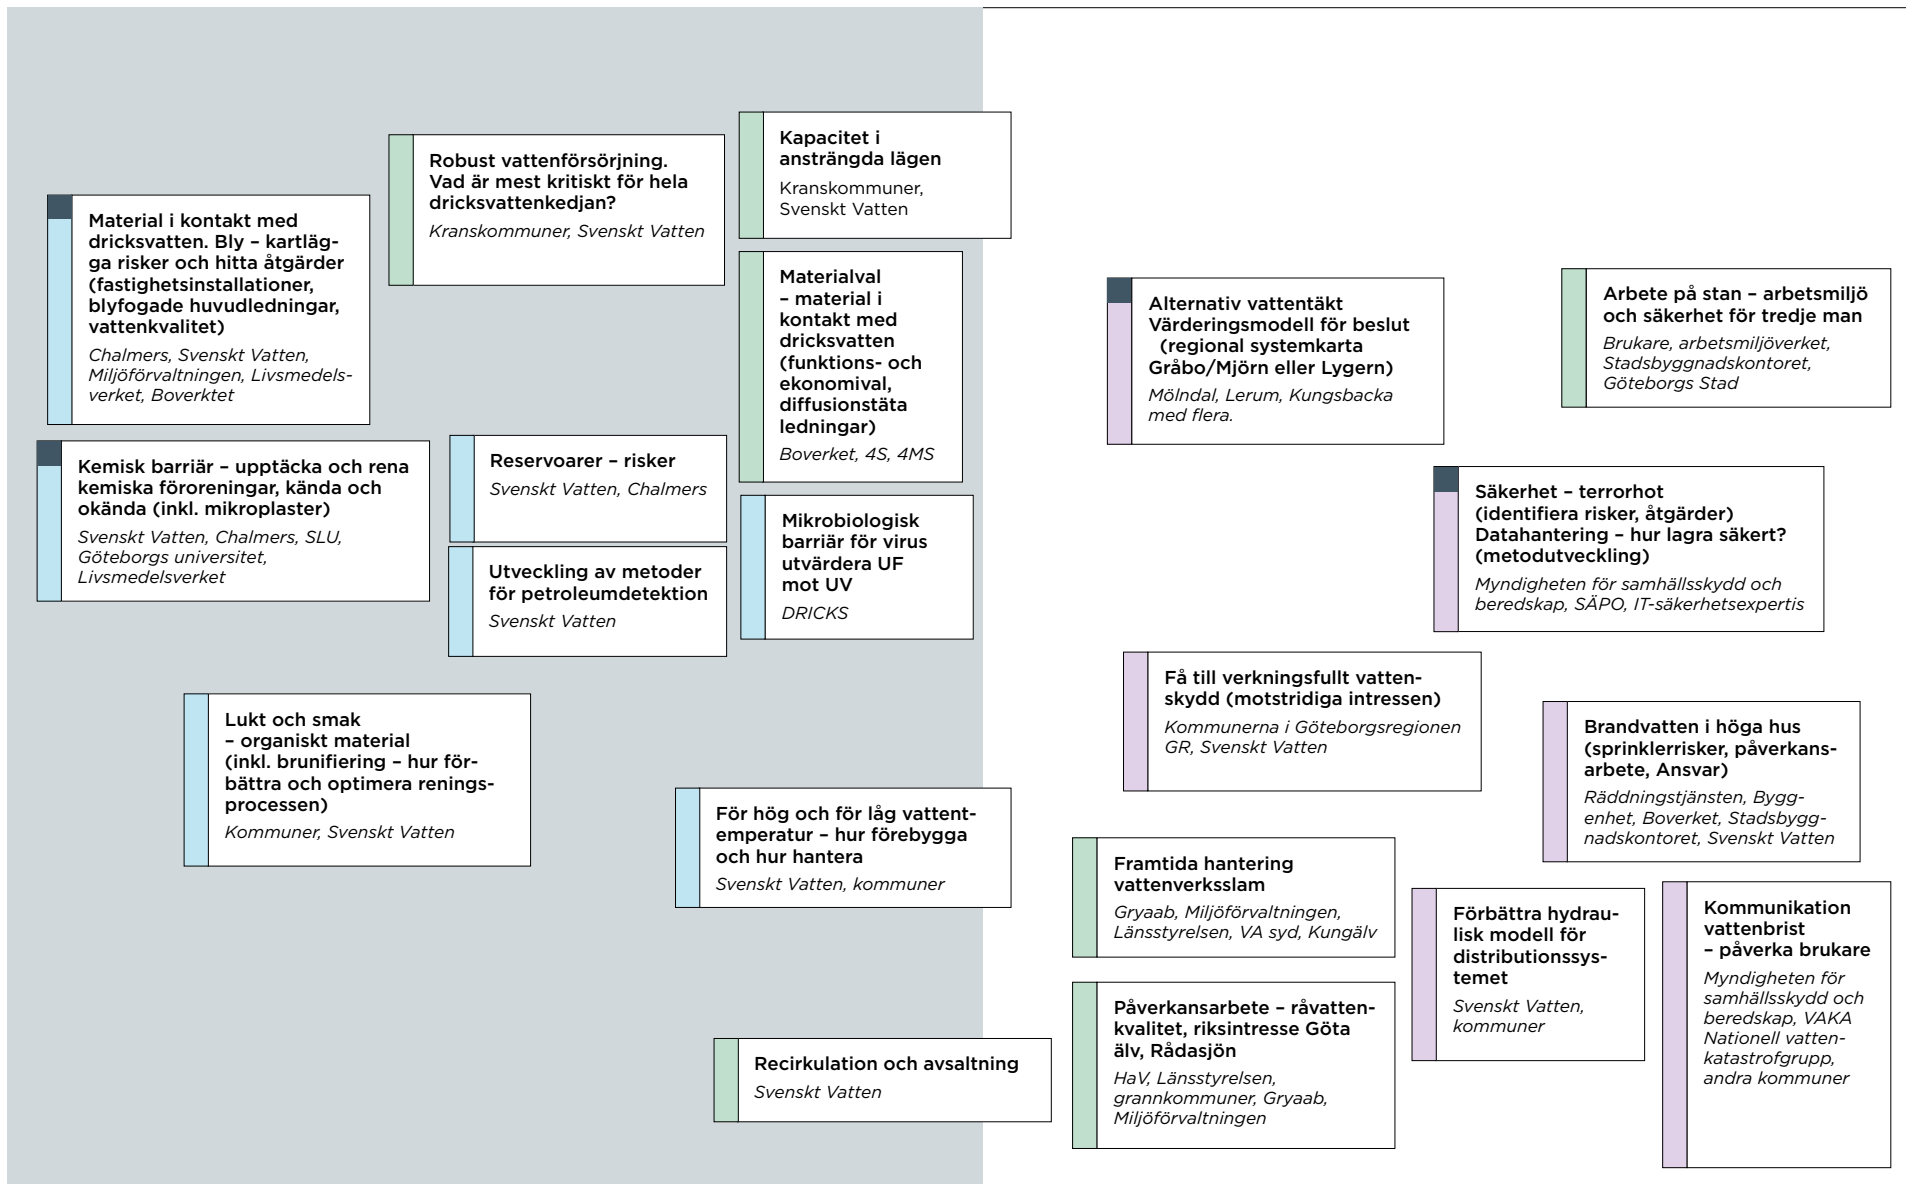 Kapacitet i
ansträngda lägen
Kranskommuner,
Svenskt Vatten
Robust vattenförsörjning.
Vad är mest kritiskt för hela
dricksvattenkedjan?
Kranskommuner, Svenskt Vatten
Material i kontakt med
dricksvatten. Bly – kartläg-
ga risker och hitta åtgärder
(fastighetsinstallationer,
blyfogade huvudledningar,
vattenkvalitet)
Chalmers, Svenskt Vatten,
Miljöförvaltningen, Livsmedels-
verket, Boverktet
Materialval
– material i
kontakt med
dricksvatten
(funktions- och
ekonomival,
diffusionstäta
ledningar)
Boverket, 4S, 4MS
Kemisk barriär – upptäcka och rena
kemiska föroreningar, kända och
okända (inkl. mikroplaster)
Svenskt Vatten, Chalmers, SLU,
Göteborgs universitet,
Livsmedelsverket
Reservoarer – risker
Svenskt Vatten, Chalmers
Utveckling av metoder
för petroleumdetektion
Svenskt Vatten
Mikrobiologisk
barriär för virus
utvärdera UF
mot UV
DRICKS
Lukt och smak
– organiskt material
(inkl. brunifiering – hur för-
bättra och optimera renings-
processen)
Kommuner, Svenskt Vatten
För hög och för låg vattent-
emperatur – hur förebygga
och hur hantera
Svenskt Vatten, kommuner
Recirkulation och avsaltning
Svenskt Vatten
Alternativ vattentäkt
Värderingsmodell för beslut
(regional systemkarta
Gråbo/Mjörn eller Lygern)
Mölndal, Lerum, Kungsbacka
med flera.
Arbete på stan – arbetsmiljö
och säkerhet för tredje man
Brukare, arbetsmiljöverket,
Stadsbyggnadskontoret,
Göteborgs Stad
Säkerhet – terrorhot
(identifiera risker, åtgärder)
Datahantering – hur lagra säkert?
(metodutveckling)
Myndigheten för samhällsskydd och
beredskap, SÄPO, IT-säkerhetsexpertis
Få till verkningsfullt vatten-
skydd (motstridiga intressen)
Kommunerna i Göteborgsregionen
GR, Svenskt Vatten
Brandvatten i höga hus
(sprinklerrisker, påverkans-
arbete, Ansvar)
Räddningstjänsten, Bygg-
enhet, Boverket, Stadsbygg-
nadskontoret, Svenskt Vatten
Framtida hantering
vattenverksslam
Gryaab, Miljöförvaltningen,
Länsstyrelsen, VA syd, Kungälv
Förbättra hydrau-
lisk modell för
distributionssys-
temet
Svenskt Vatten,
kommuner
Kommunikation
vattenbrist
– påverka brukare
Myndigheten för
samhällsskydd och
beredskap, VAKA
Nationell vatten-
katastrofgrupp,
andra kommuner
Påverkansarbete – råvatten-
kvalitet, riksintresse Göta
älv, Rådasjön
HaV, Länsstyrelsen,
grannkommuner, Gryaab,
Miljöförvaltningen